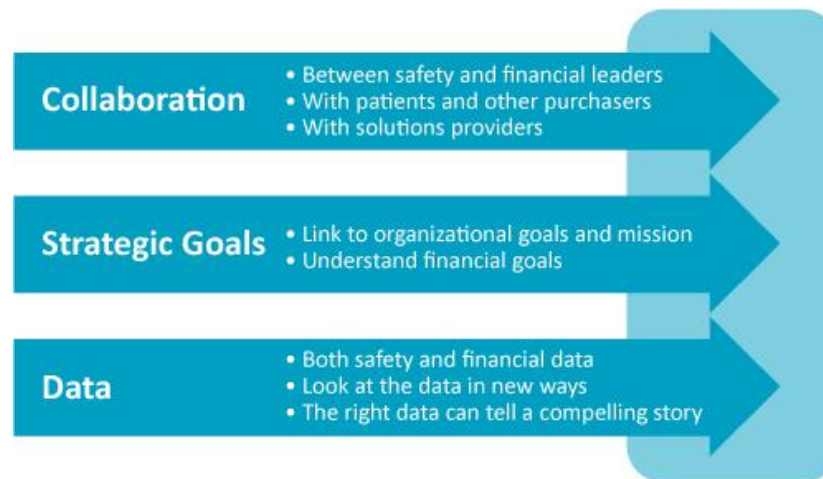 Collaboration
• Between safety and financial leaders
• With patients and other purchasers
• With solutions providers
Strategic Goals
• Link to organizational goals and mission
• Understand financial goals
Data
• Both safety and financial data
• Look at the data in new ways
• The right data can tell a compelling story